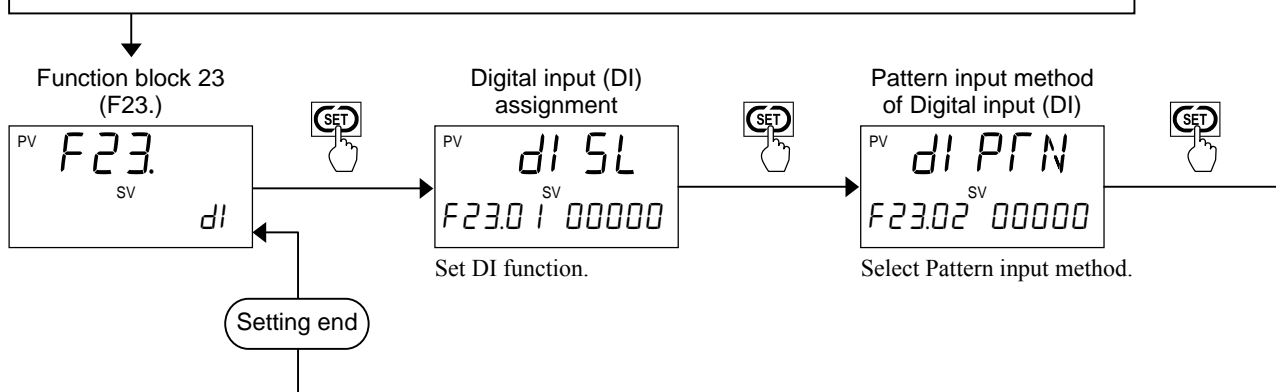 Function block 23
(F23.)
SET
Digital input (DI)
assignment
SET
Pattern input method
of Digital input (DI)
SET
PV F23.
SV
dI
PV dI SL
SV
F23.01 00000
PV dI PTN
SV
F23.02 00000
Set DI function.
Select Pattern input method.
Setting end